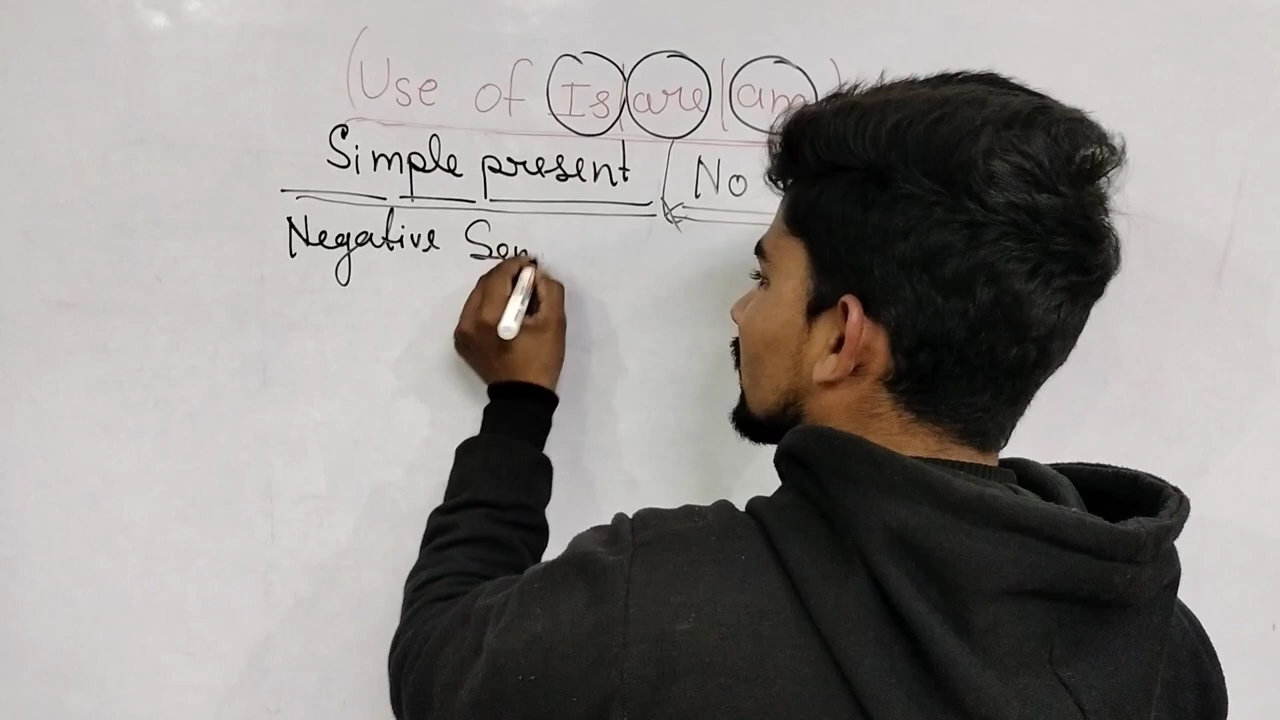 (Use of Is|are|am)
Simple present No
Negative Sen